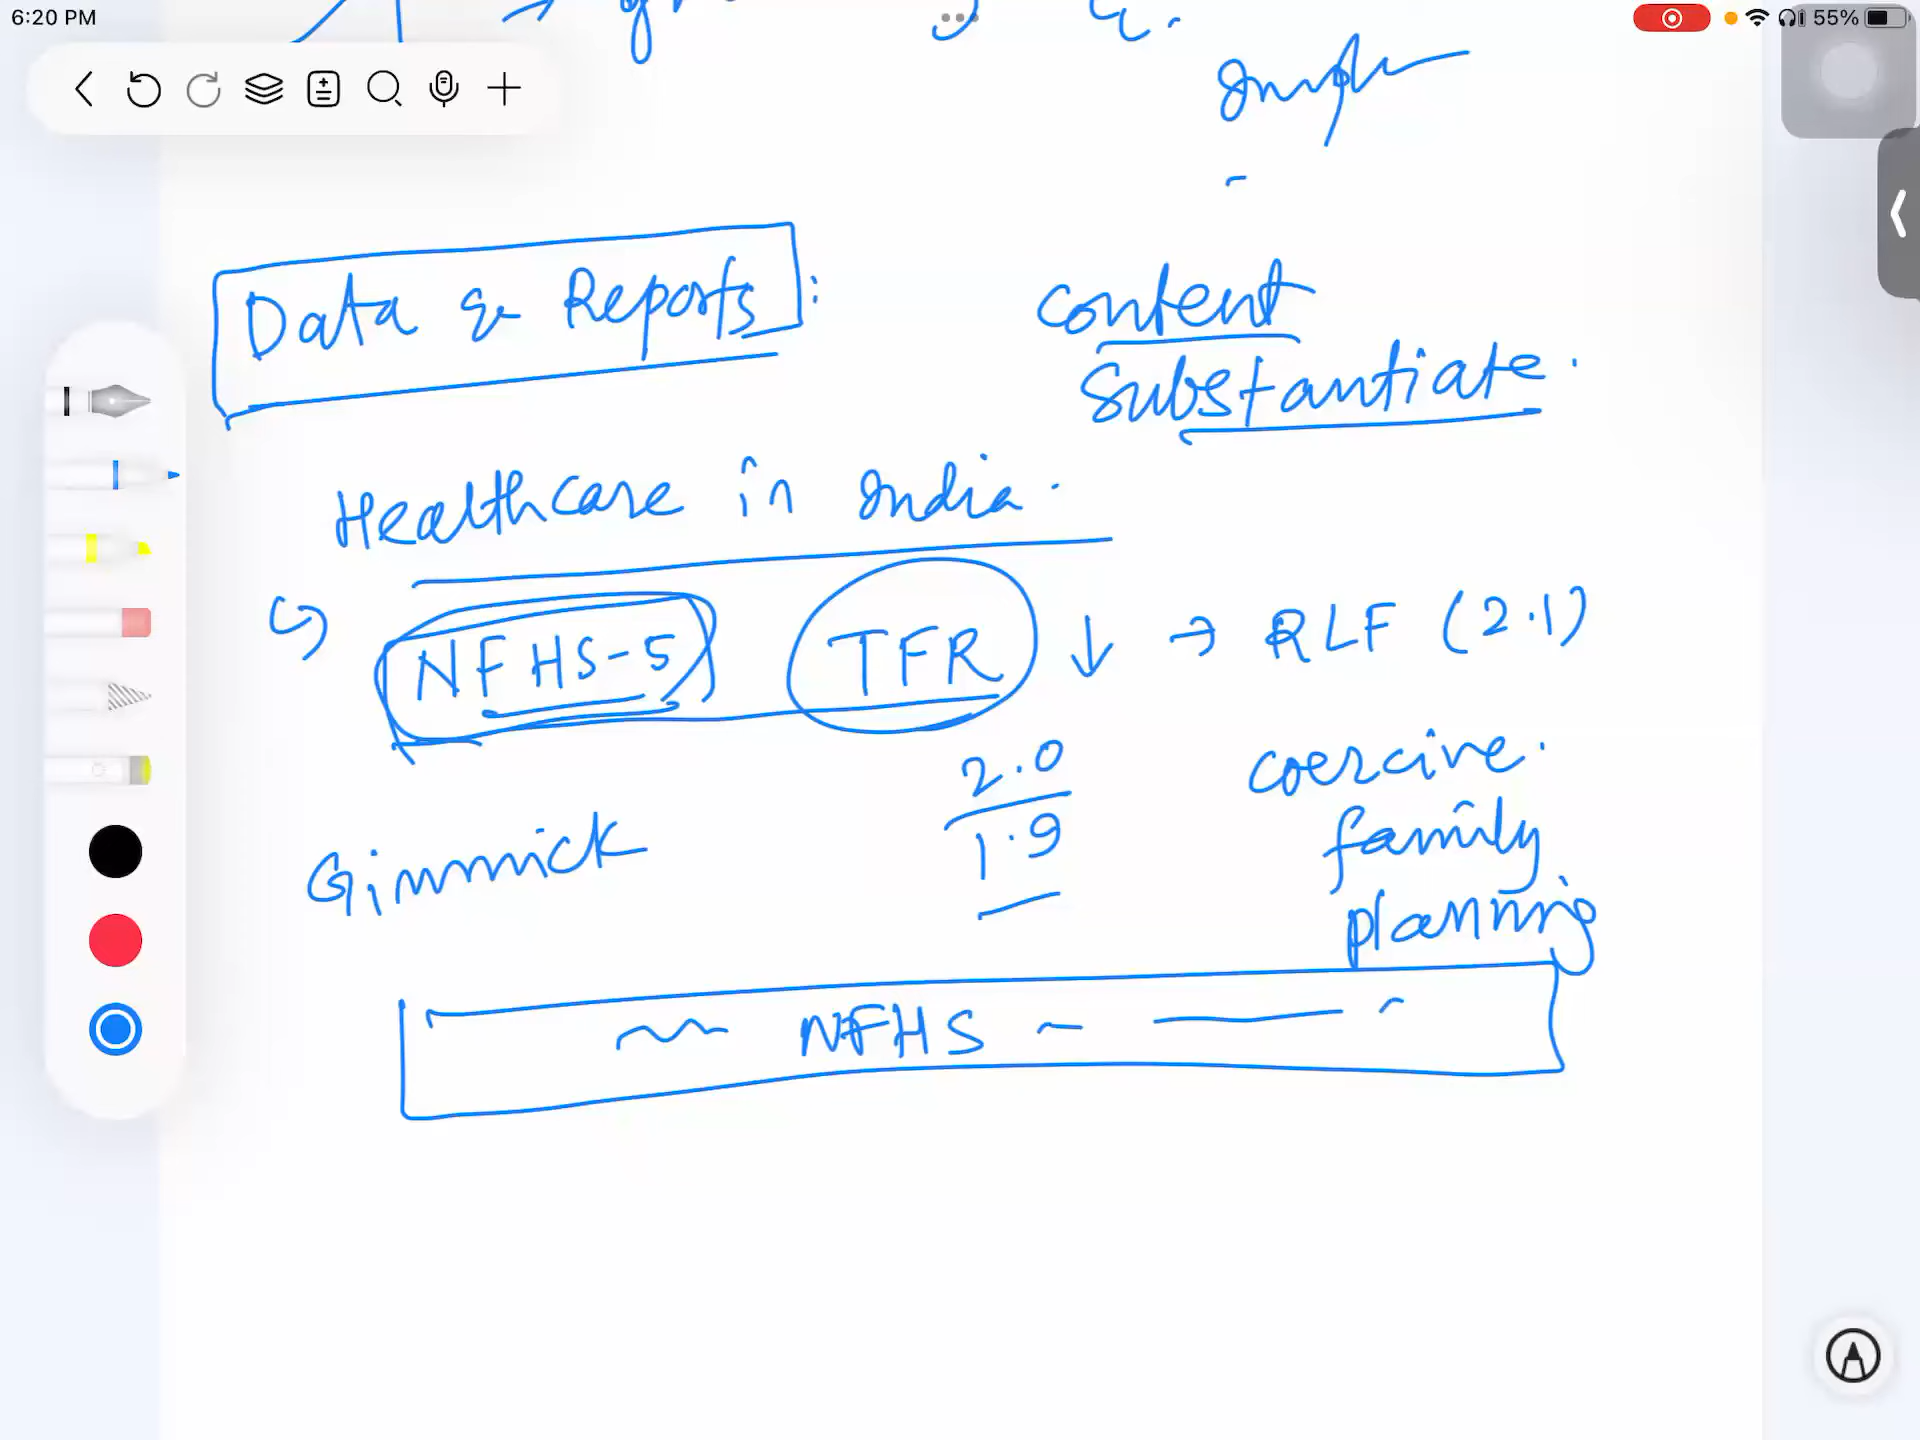 6:20 PM
55%
Data & Reports :
content
substantiate.
Healthcare in India.
NFHS-5 TFR ↓ → RLF (2.1)
2.0
1.9
coercive.
family
planning
Gimmick
~ NFHS ~ —